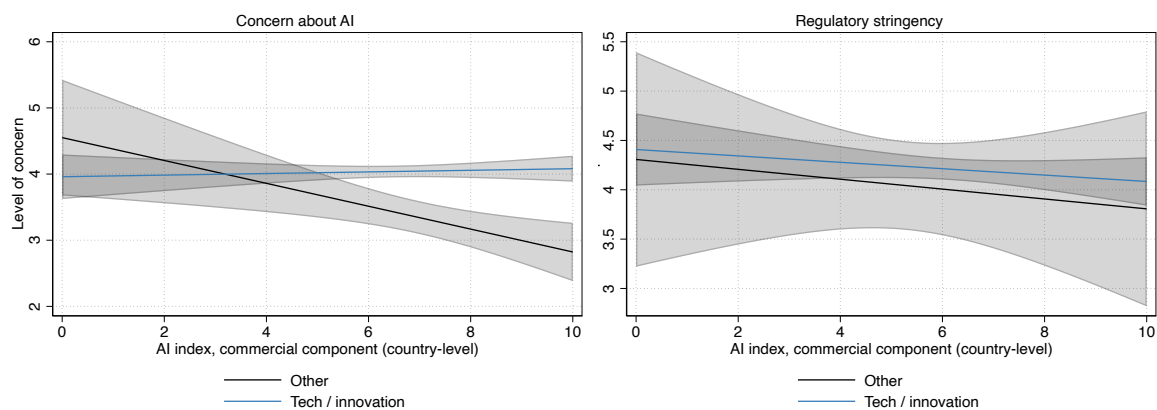 Concern about AI
Level of concern
6
5
4
3
2
0 2 4 6 8 10
AI index, commercial component (country-level)
Other
Tech / innovation
Regulatory stringency
.
5.5
5
4.5
4
3.5
3
0 2 4 6 8 10
AI index, commercial component (country-level)
Other
Tech / innovation